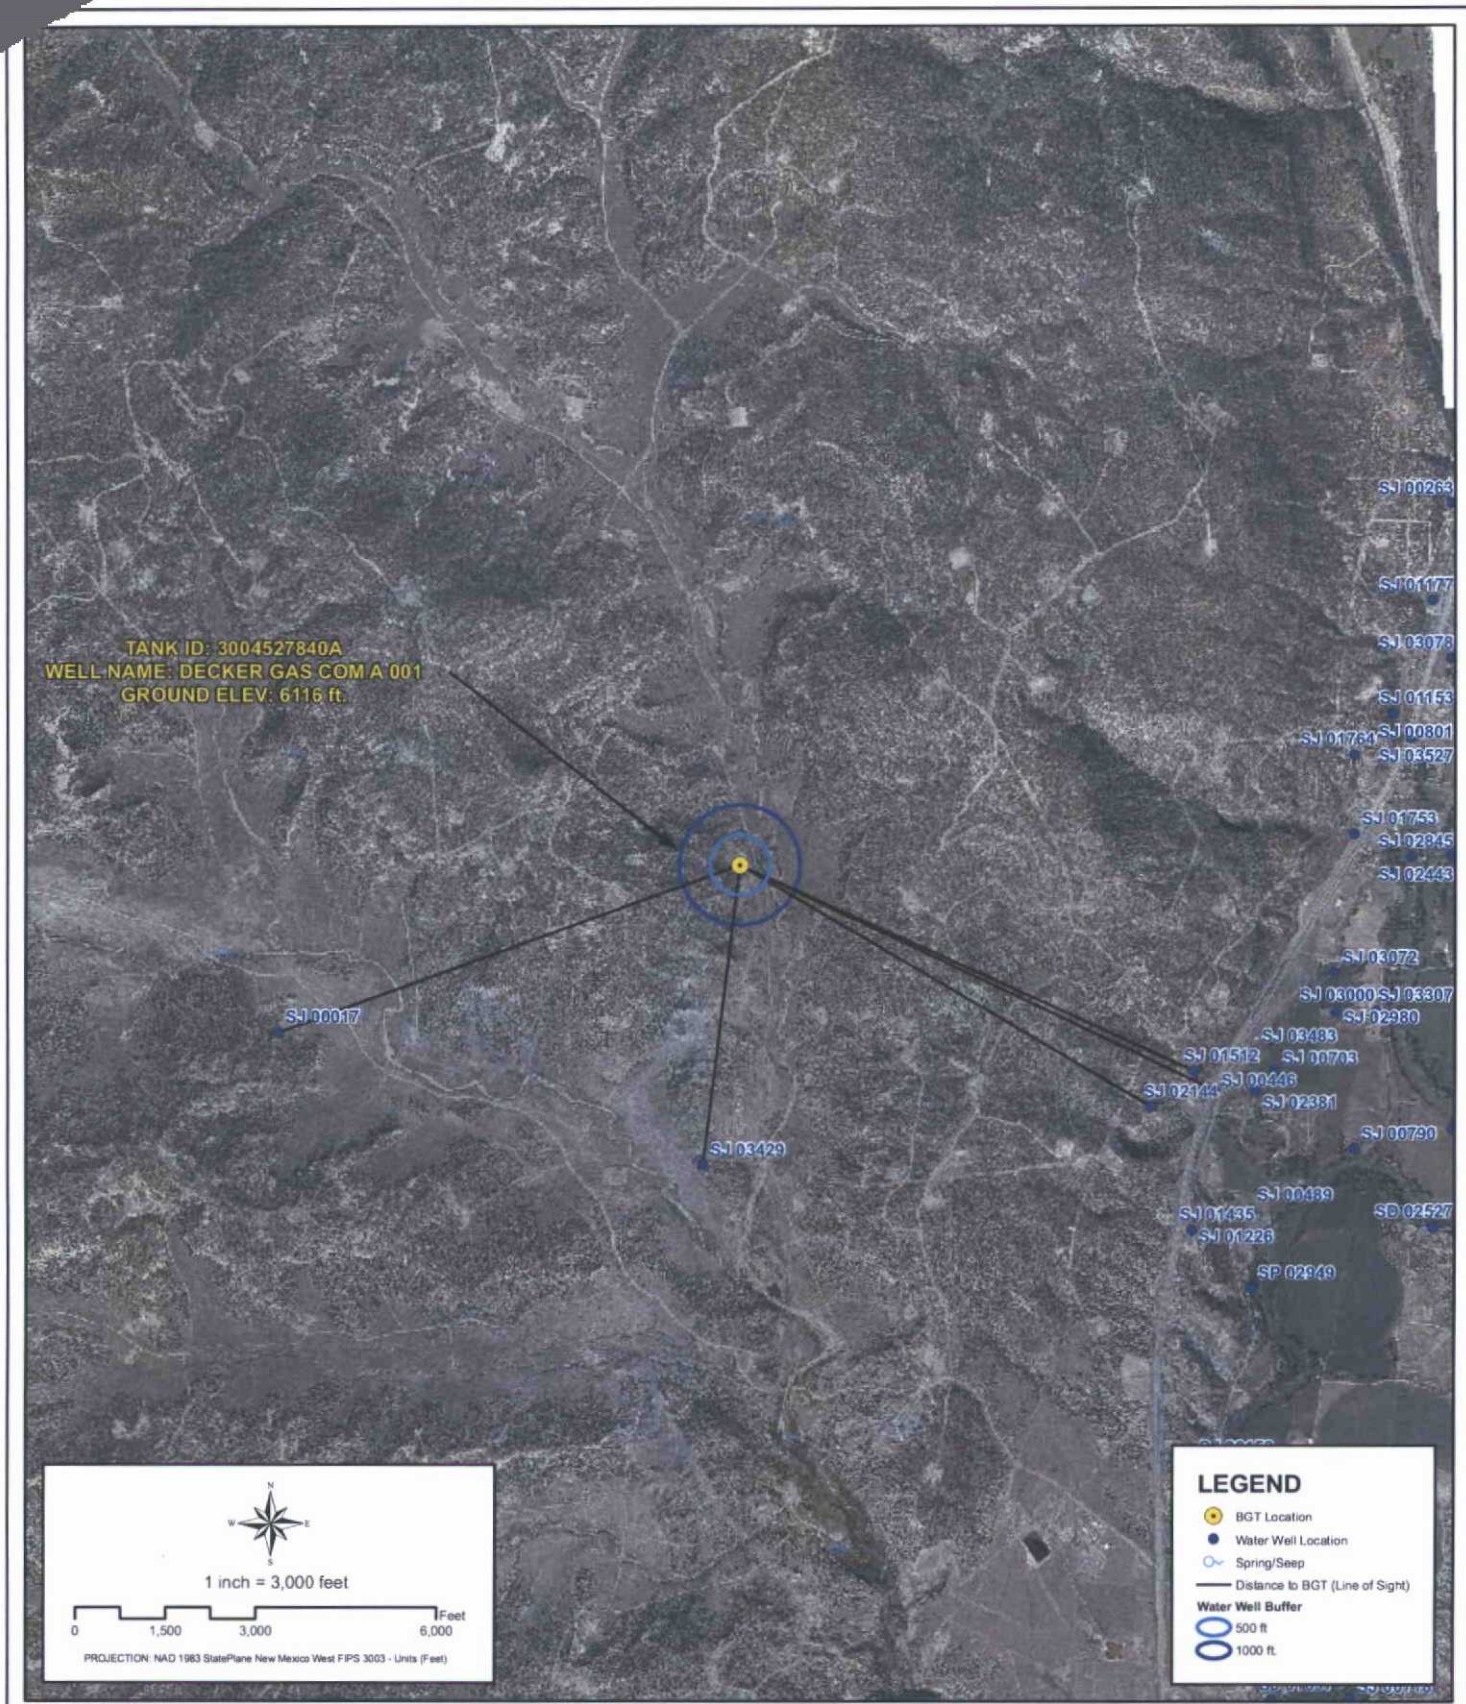 SJ 00263
SJ 01177
TANK ID: 3004527840A
WELL NAME: DECKER GAS COM A 001
GROUND ELEV: 6116 ft.
SJ 03078
SJ 01153
SJ 00801
SJ 01764
SJ 03527
SJ 01753
SJ 02845
SJ 02443
SJ 03072
SJ 03000 SJ 03307
SJ 02980
SJ 00017
SJ 03483
SJ 01512
SJ 00703
SJ 00446
SJ 02144
SJ 02381
SJ 00790
SJ 03429
SJ 00489
SJ 01435
SD 02527
SJ 01226
SP 02949
N
W E
S
1 inch = 3,000 feet
Feet
0 1,500 3,000 6,000
PROJECTION: NAD 1983 StatePlane New Mexico West FIPS 3003 - Units (Feet)
LEGEND
BGT Location
Water Well Location
Spring/Seep
Distance to BGT (Line of Sight)
Water Well Buffer
500 ft
1000 ft.